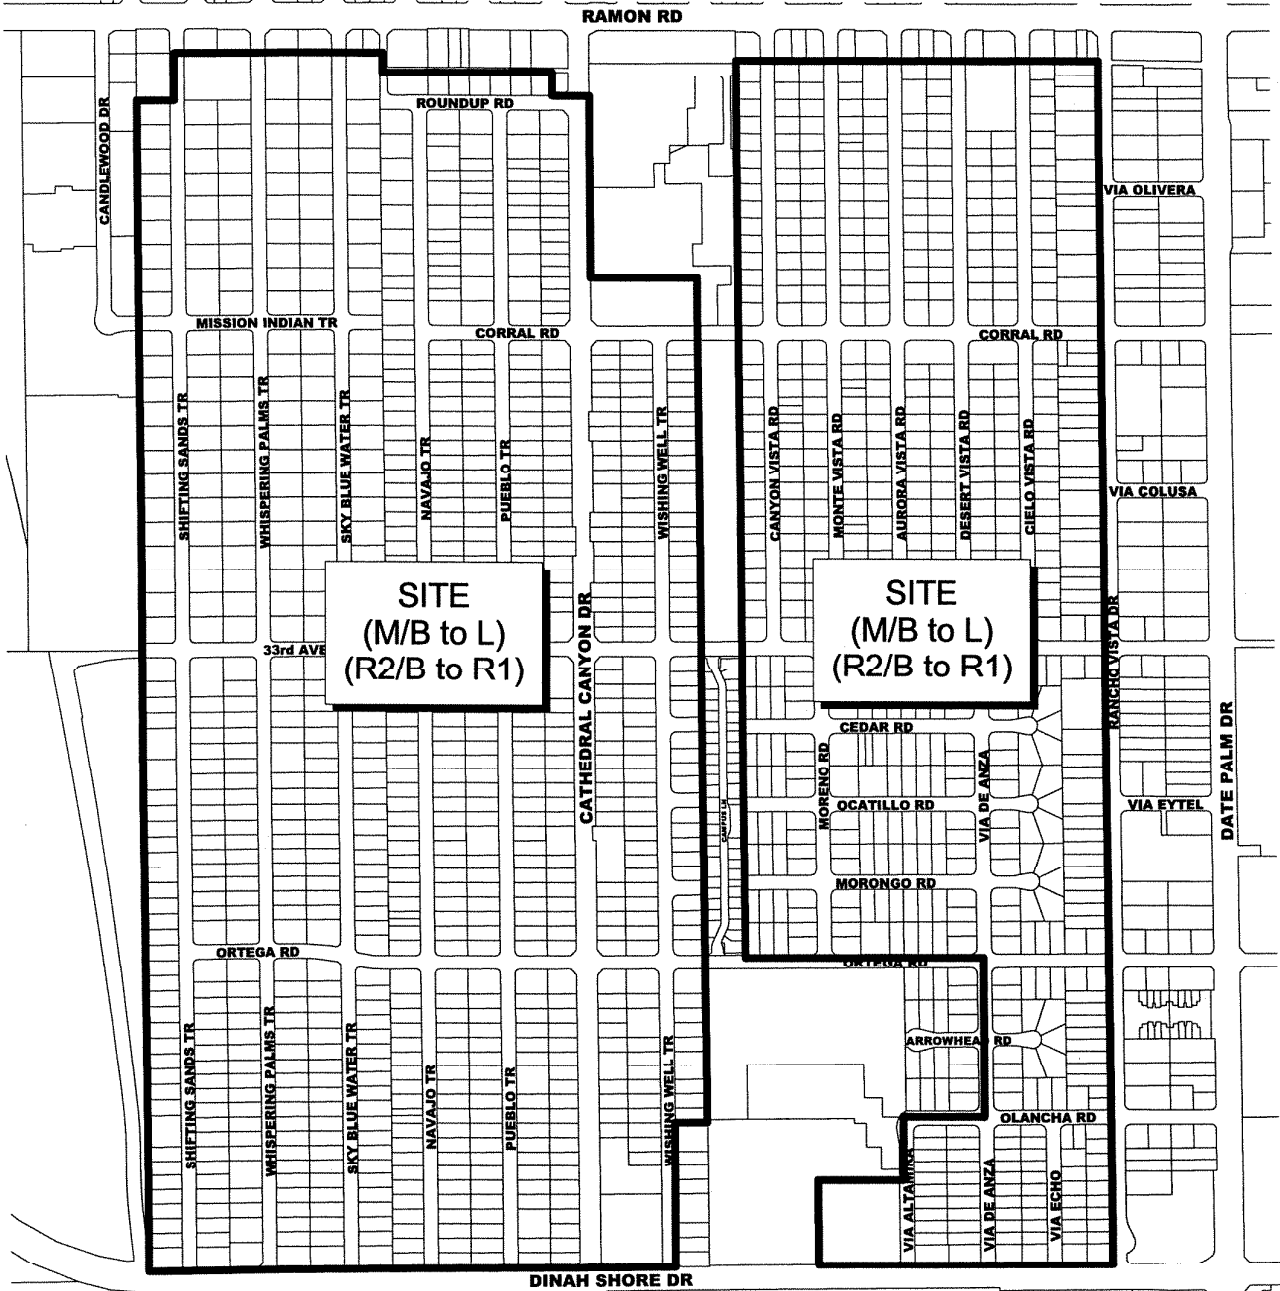 RAMON RD
CANDLEWOOD DR
ROUNDUP RD
VIA OLIVERA
MISSION INDIAN TR
CORRAL RD
CORRAL RD
SHIFTING SANDS TR
WHISPERING PALMS TR
SKY BLUE WATER TR
NAVAJO TR
PUEBLO TR
WISHING WELL TR
CANYON VISTA RD
MONTE VISTA RD
AURORA VISTA RD
DESERT VISTA RD
CIELO VISTA RD
VIA COLUSA
SITE
(M/B to L)
(R2/B to R1)
SITE
(M/B to L)
(R2/B to R1)
33rd AVE
CATHEDRAL CANYON DR
RANCHO VISTA DR
DATE PALM DR
CEDAR RD
MORENO RD
VIA DE ANZA
CAMPUS LN
OCATILLO RD
VIA EYTEL
MORONGO RD
ORTEGA RD
ORTEGA RD
ARROWHEAD RD
SHIFTING SANDS TR
WHISPERING PALMS TR
SKY BLUE WATER TR
NAVAJO TR
PUEBLO TR
WISHING WELL TR
OLANCHA RD
VIA ALTAMIRA
VIA DE ANZA
VIA ECHO
DINAH SHORE DR